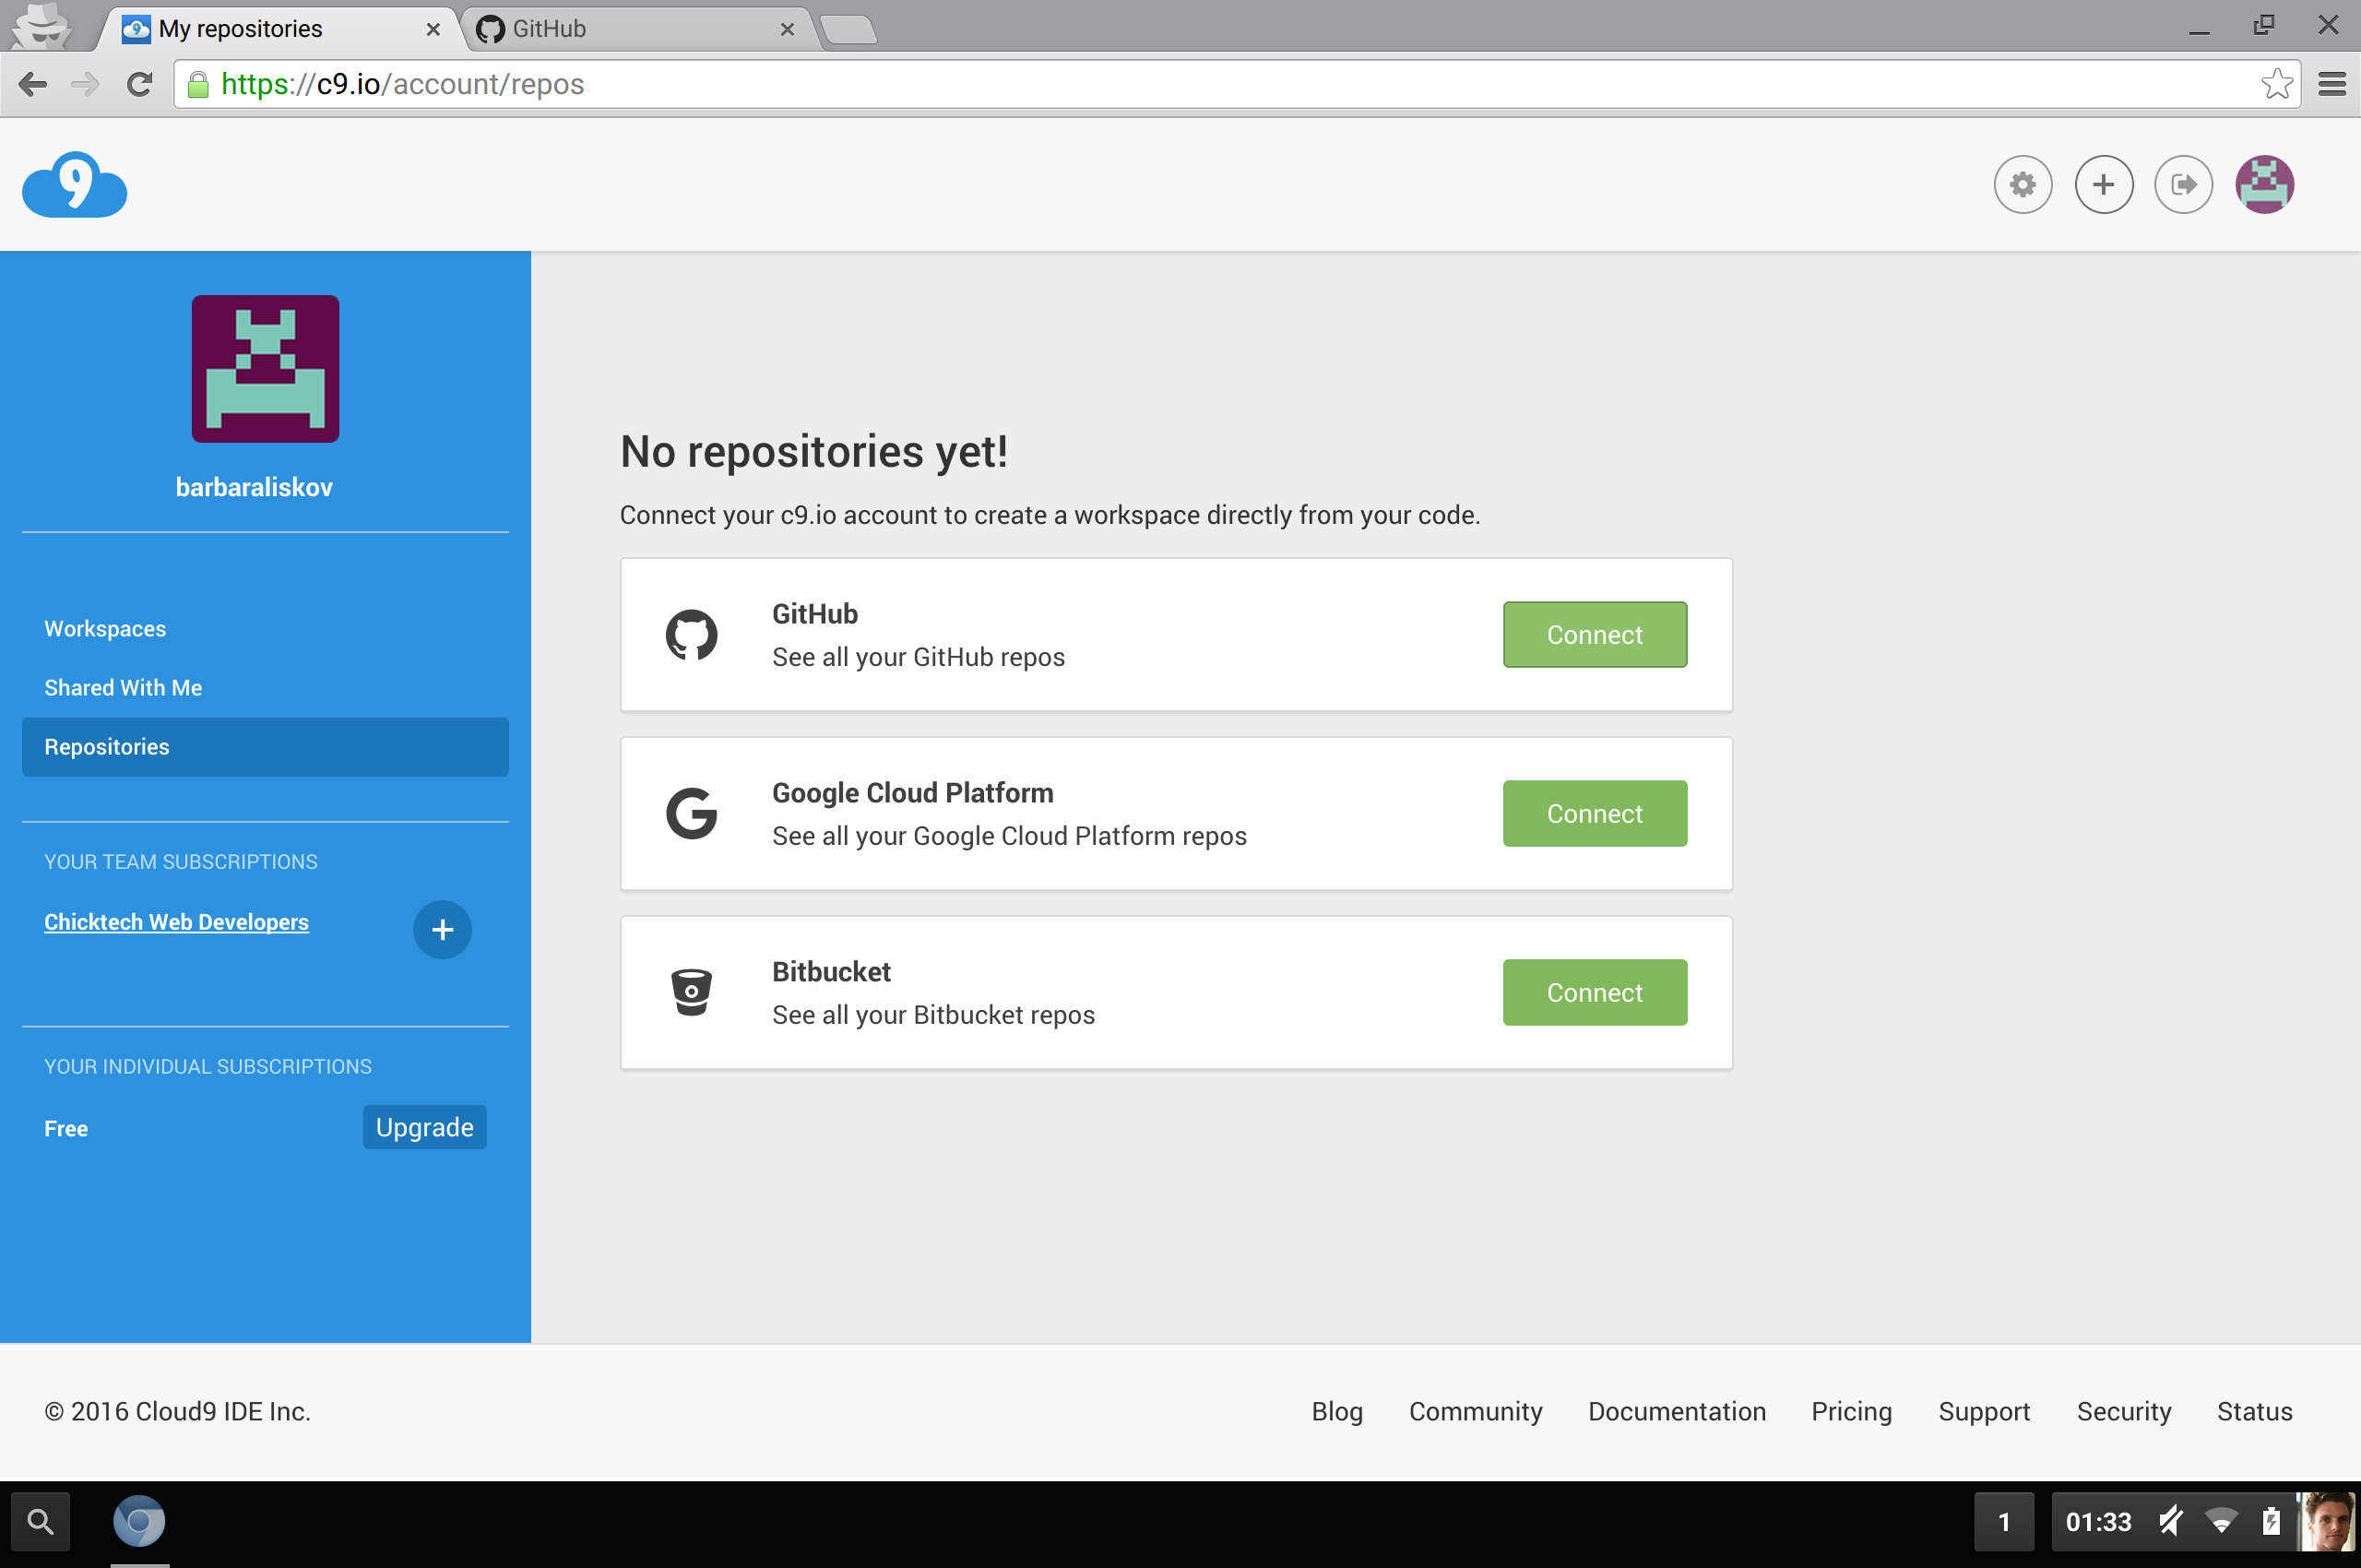 My repositories
GitHub
https://c9.io/account/repos
9
barbaraliskov
Workspaces
Shared With Me
Repositories
YOUR TEAM SUBSCRIPTIONS
Chicktech Web Developers
+
YOUR INDIVIDUAL SUBSCRIPTIONS
Free
Upgrade
No repositories yet!
Connect your c9.io account to create a workspace directly from your code.
GitHub
See all your GitHub repos
Connect
Google Cloud Platform
See all your Google Cloud Platform repos
Connect
Bitbucket
See all your Bitbucket repos
Connect
© 2016 Cloud9 IDE Inc.
Blog Community Documentation Pricing Support Security Status
1 01:33